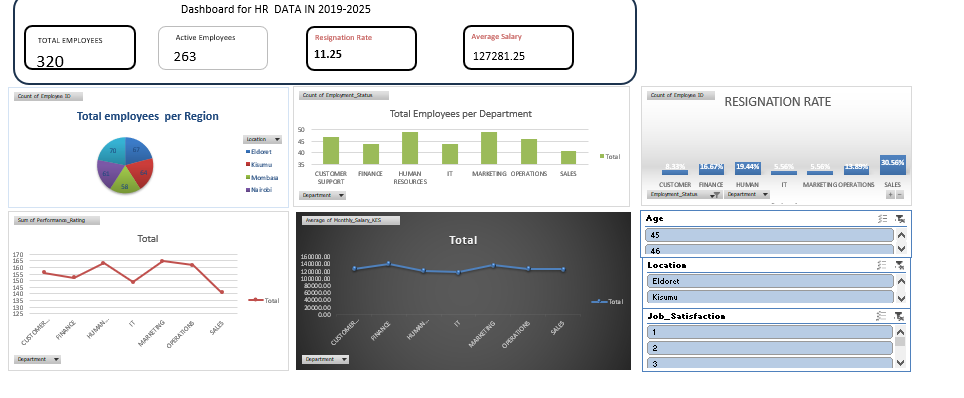 Dashboard for HR DATA IN 2019-2025
TOTAL EMPLOYEES
320
Active Employees
263
Resignation Rate
11.25
Average Salary
127281.25
Count of Employee ID
Total employees per Region
70
67
64
58
Location
Eldoret
Kisumu
Mombasa
Nairobi
Count of Employment_Status
Total Employees per Department
50
45
40
35
CUSTOMER SUPPORT
FINANCE
HUMAN RESOURCES
IT
MARKETING
OPERATIONS
SALES
Total
Department
Count of Employee ID
RESIGNATION RATE
8.33%
16.67%
19.44%
5.56%
5.56%
13.89%
30.56%
CUSTOMER
FINANCE
HUMAN
IT
MARKETING
OPERATIONS
SALES
Employment_Status
Department
Sum of Performance_Rating
Total
170
165
160
155
150
145
140
135
130
125
CUSTOMER...
FINANCE
HUMAN...
IT
MARKETING
OPERATIONS
SALES
Total
Department
Average of Monthly_Salary_KES
Total
160000.00
140000.00
120000.00
100000.00
80000.00
60000.00
40000.00
20000.00
0.00
CUSTOMER...
FINANCE
HUMAN...
IT
MARKETING
OPERATIONS
SALES
Total
Department
Age
45
46
Location
Eldoret
Kisumu
Job_Satisfaction
1
2
3